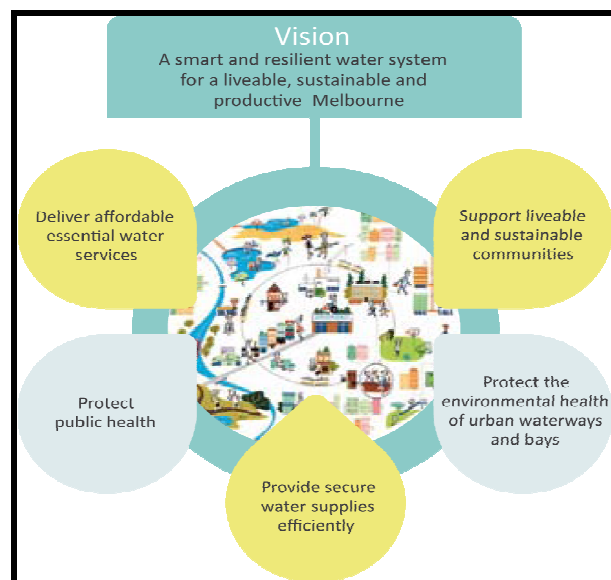 Vision
A smart and resilient water system
for a liveable, sustainable and
productive Melbourne
Deliver affordable
essential water
services
Support liveable
and sustainable
communities
Protect
public health
Protect the
environmental health
of urban waterways
and bays
Provide secure
water supplies
efficiently